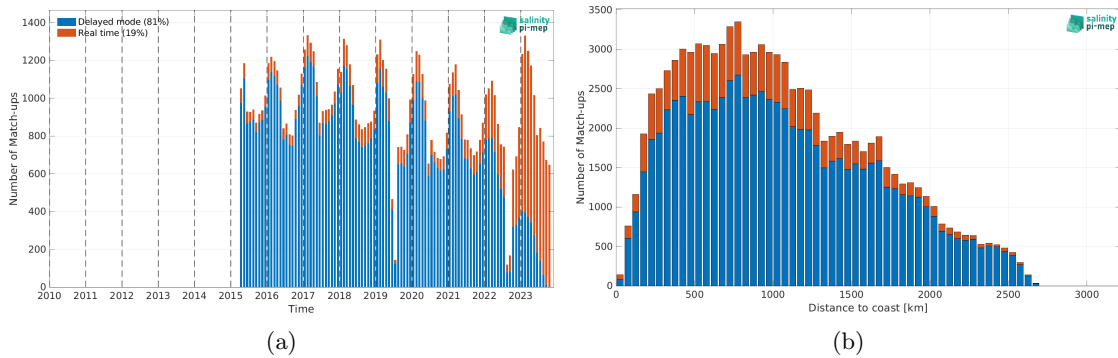 Delayed mode (81%)
Real time (19%)
salinity
pi-mep
Number of Match-ups
1400
1200
1000
800
600
400
200
0
2010 2011 2012 2013 2014 2015 2016 2017 2018 2019 2020 2021 2022 2023
Time
(a)
salinity
pi-mep
Number of Match-ups
3500
3000
2500
2000
1500
1000
500
0
0 500 1000 1500 2000 2500 3000
Distance to coast [km]
(b)